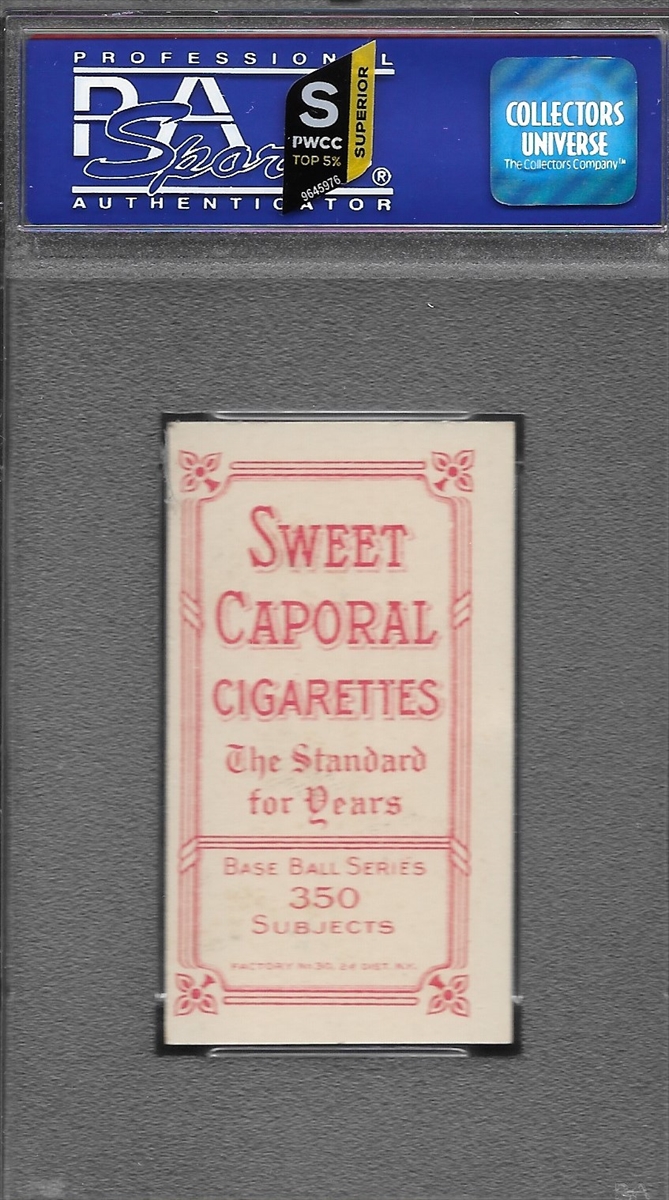 PROFESSIONAL
PSA
Sports
AUTHENTICATOR
®
S
PWCC
TOP 5%
SUPERIOR
9645976
COLLECTORS
UNIVERSE
The Collectors Company™
SWEET
CAPORAL
CIGARETTES
The Standard
for Years
BASE BALL SERIES
350
SUBJECTS
FACTORY No 30, 2d DIST. N.Y.